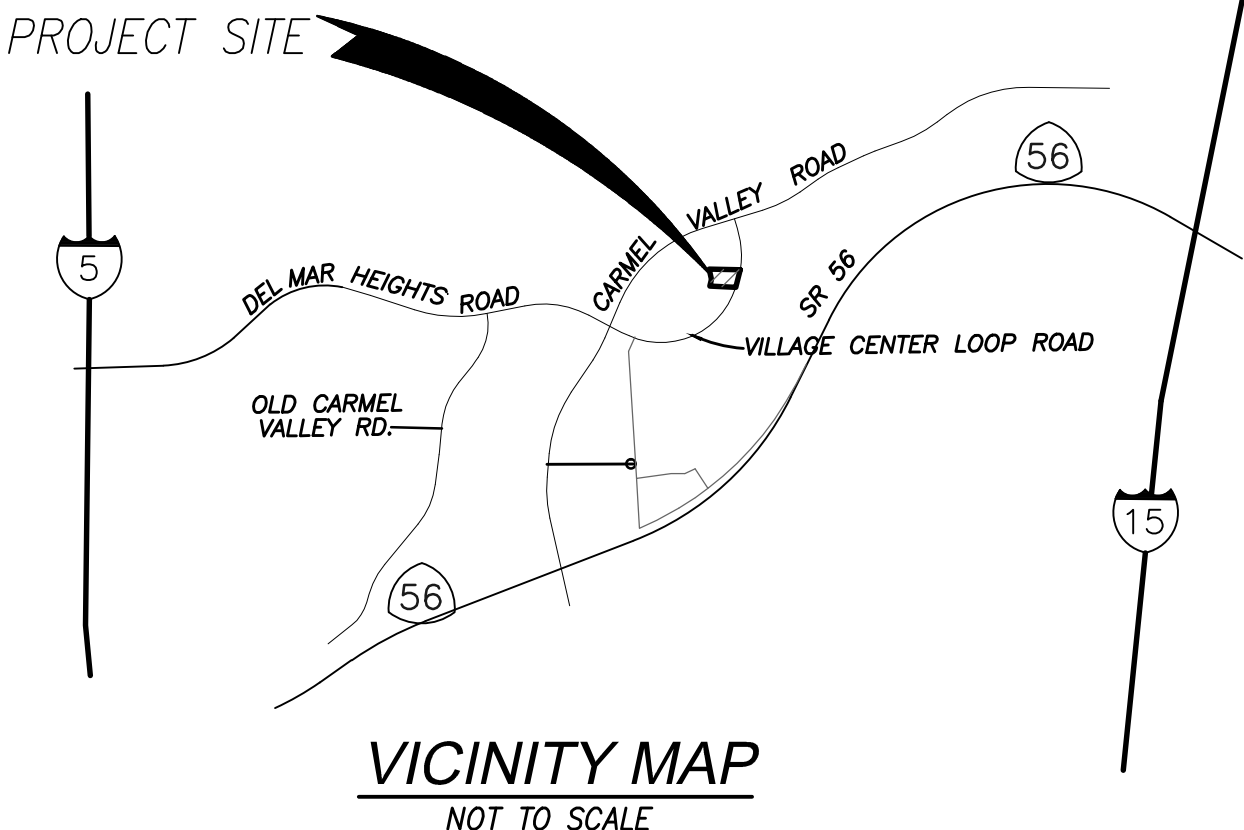 PROJECT SITE
56
VALLEY ROAD
CARMEL
5
DEL MAR HEIGHTS ROAD
SR 56
VILLAGE CENTER LOOP ROAD
OLD CARMEL
VALLEY RD.
15
56
VICINITY MAP
NOT TO SCALE